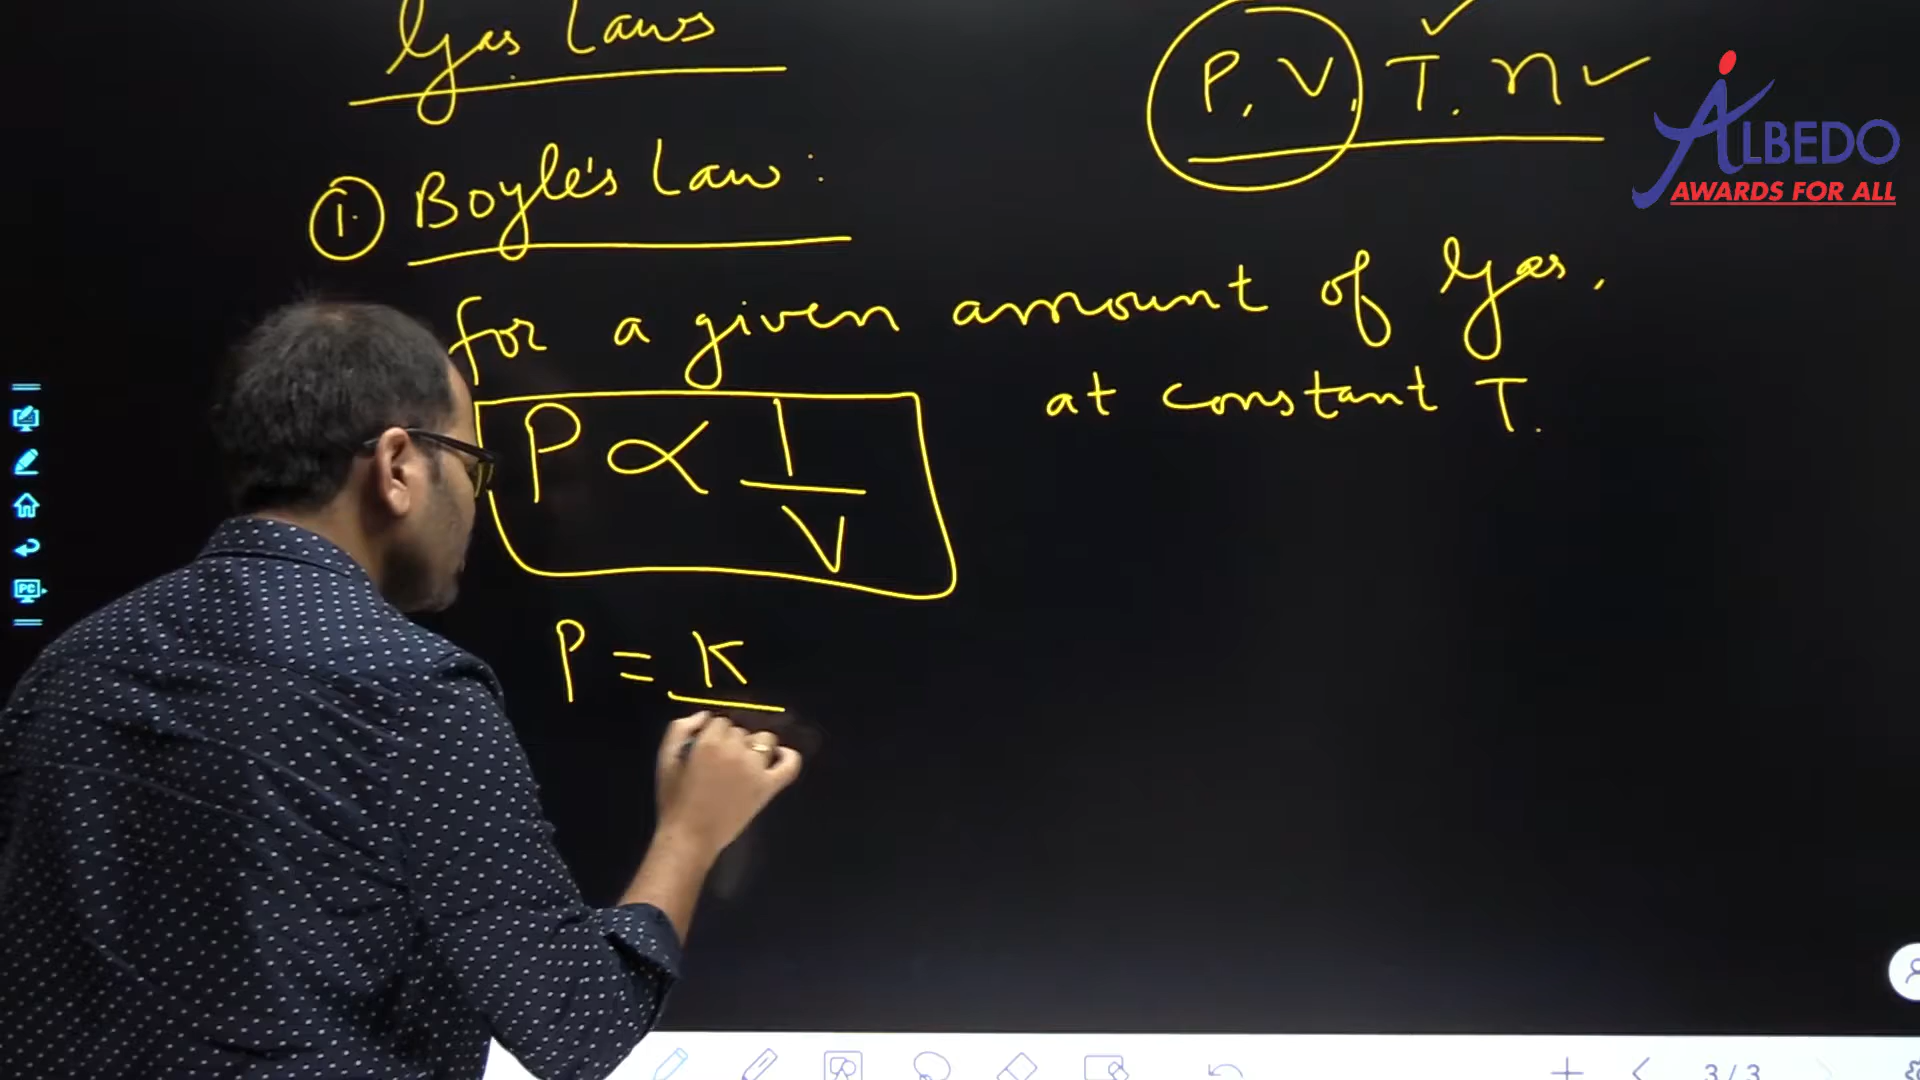 Gas Laws
P, V, T, n
ALBEDO
AWARDS FOR ALL
1. Boyle's Law:
for a given amount of gas.
at constant T.
P ∝ 1/V
P = K
PC
3/3